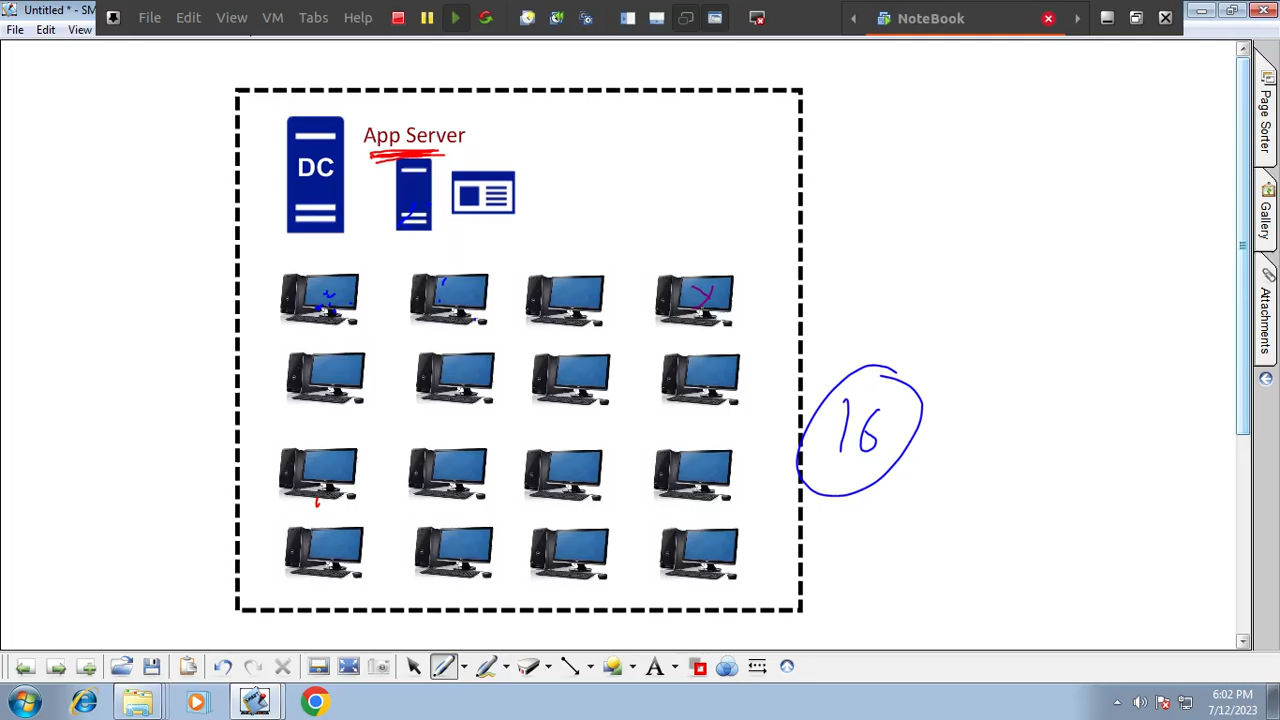 Untitled * - SM
File Edit View VM Tabs Help
NoteBook
File Edit View
App Server
DC
16
Page Sorter
Gallery
Attachments
A
6:02 PM
7/12/2023